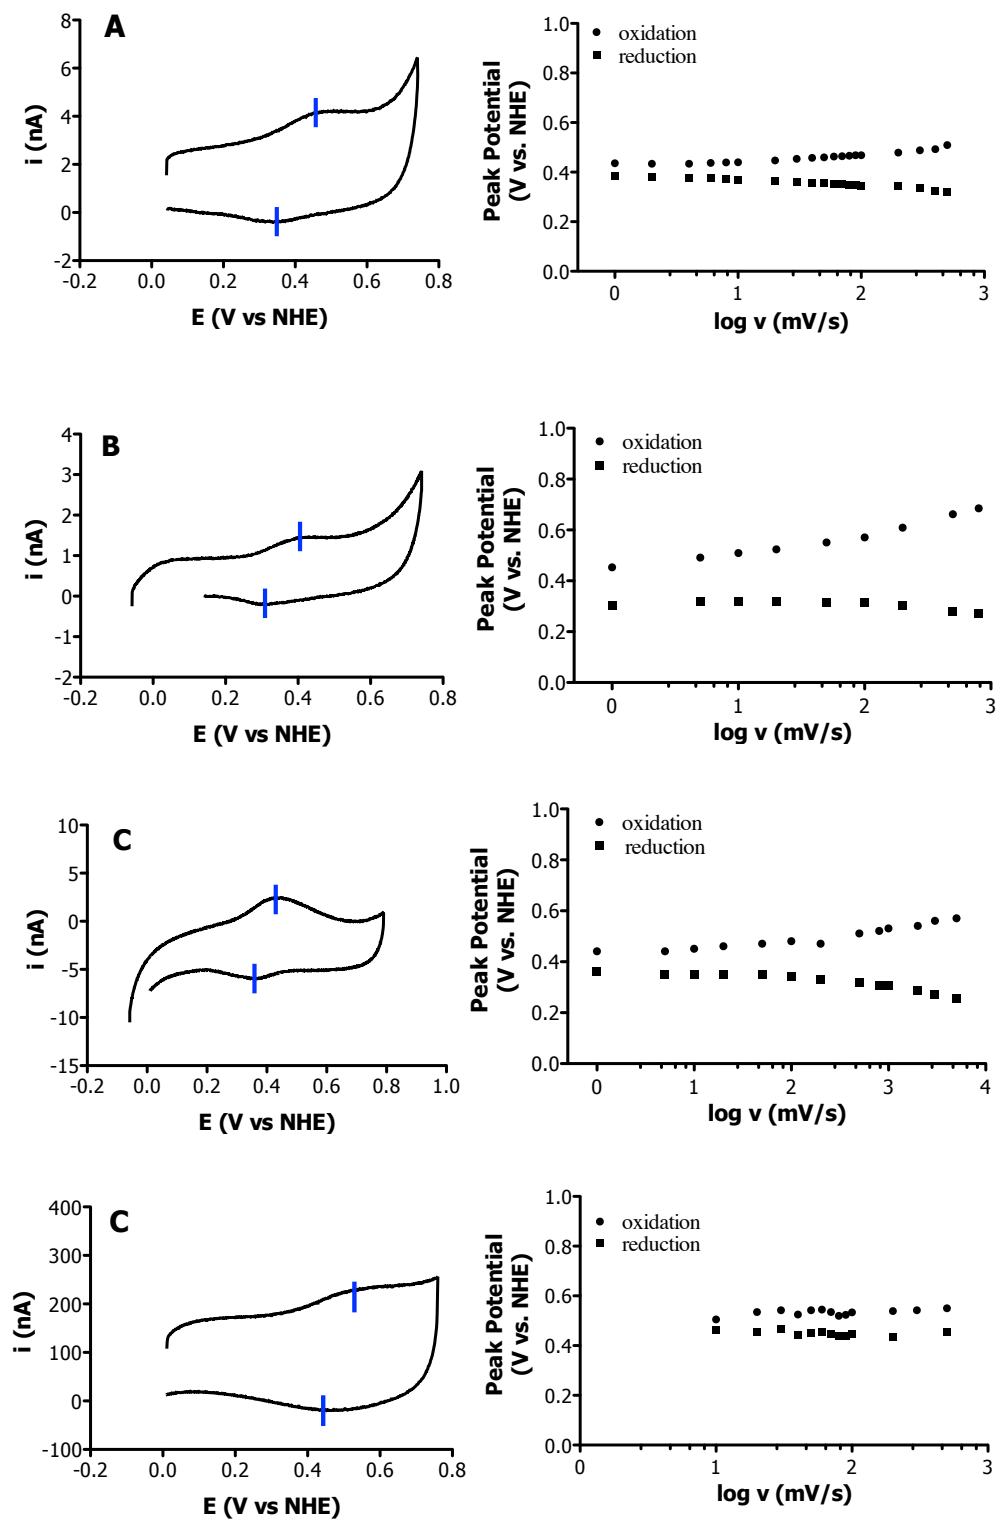 A
8
6
4
2
0
-2
i (nA)
-0.2 0.0 0.2 0.4 0.6 0.8
E (V vs NHE)
1.0
0.8
0.6
0.4
0.2
0.0
Peak Potential
(V vs. NHE)
oxidation
reduction
0 1 2 3
log v (mV/s)
B
4
3
2
1
0
-1
-2
i (nA)
-0.2 0.0 0.2 0.4 0.6 0.8
E (V vs NHE)
1.0
0.8
0.6
0.4
0.2
0.0
Peak Potential
(V vs. NHE)
oxidation
reduction
0 1 2 3
log v (mV/s)
C
10
5
0
-5
-10
-15
i (nA)
-0.2 0.0 0.2 0.4 0.6 0.8 1.0
E (V vs NHE)
1.0
0.8
0.6
0.4
0.2
0.0
Peak Potential
(V vs. NHE)
oxidation
reduction
0 1 2 3 4
log v (mV/s)
C
400
300
200
100
0
-100
i (nA)
-0.2 0.0 0.2 0.4 0.6 0.8
E (V vs NHE)
1.0
0.8
0.6
0.4
0.2
0.0
Peak Potential
(V vs. NHE)
oxidation
reduction
0 1 2 3
log v (mV/s)